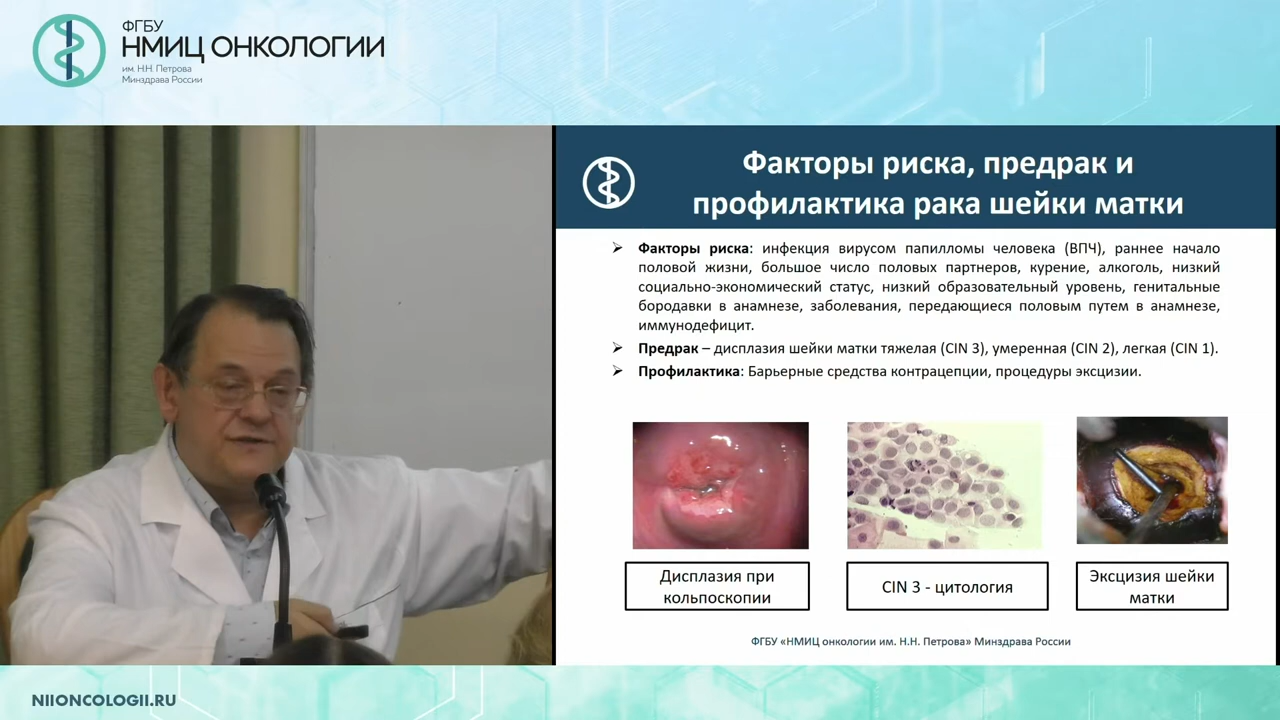 ФГБУ
НМИЦ ОНКОЛОГИИ
им. Н.Н. Петрова
Минздрава России
Факторы риска, предрак и
профилактика рака шейки матки
Факторы риска: инфекция вирусом папилломы человека (ВПЧ), раннее начало
половой жизни, большое число половых партнеров, курение, алкоголь, низкий
социально-экономический статус, низкий образовательный уровень, генитальные
бородавки в анамнезе, заболевания, передающиеся половым путем в анамнезе,
иммунодефицит.
Предрак – дисплазия шейки матки тяжелая (CIN 3), умеренная (CIN 2), легкая (CIN 1).
Профилактика: Барьерные средства контрацепции, процедуры эксцизии.
Дисплазия при
кольпоскопии
CIN 3 - цитология
Эксцизия шейки
матки
ФГБУ «НМИЦ онкологии им. Н.Н. Петрова» Минздрава России
NIIONCOLOGII.RU